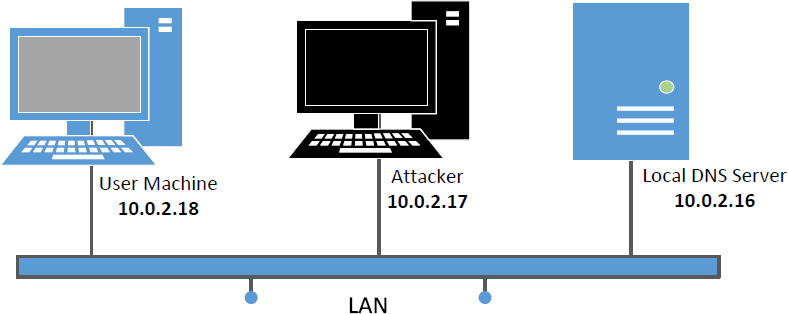 User Machine
10.0.2.18
Attacker
10.0.2.17
Local DNS Server
10.0.2.16
LAN